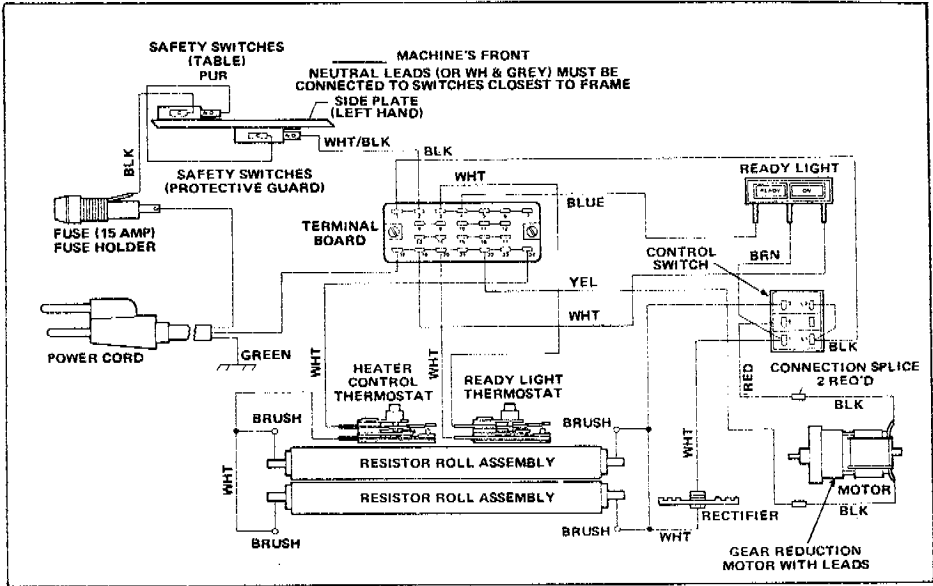 SAFETY SWITCHES
(TABLE)
PUR
MACHINE'S FRONT
NEUTRAL LEADS (OR WH & GREY) MUST BE
CONNECTED TO SWITCHES CLOSEST TO FRAME
SIDE PLATE
(LEFT HAND)
WHT/BLK
BLK
BLK
SAFETY SWITCHES
(PROTECTIVE GUARD)
WHT
READY LIGHT
READY
ON
BLUE
FUSE (15 AMP)
FUSE HOLDER
TERMINAL
BOARD
CONTROL
SWITCH
BRN
YEL
WHT
BLK
POWER CORD
GREEN
WHT
HEATER
CONTROL
THERMOSTAT
WHT
READY LIGHT
THERMOSTAT
RED
CONNECTION SPLICE
2 REQ'D
BLK
BRUSH
BRUSH
WHT
RESISTOR ROLL ASSEMBLY
WHT
RESISTOR ROLL ASSEMBLY
MOTOR
RECTIFIER
BLK
BRUSH
BRUSH
WHT
GEAR REDUCTION
MOTOR WITH LEADS